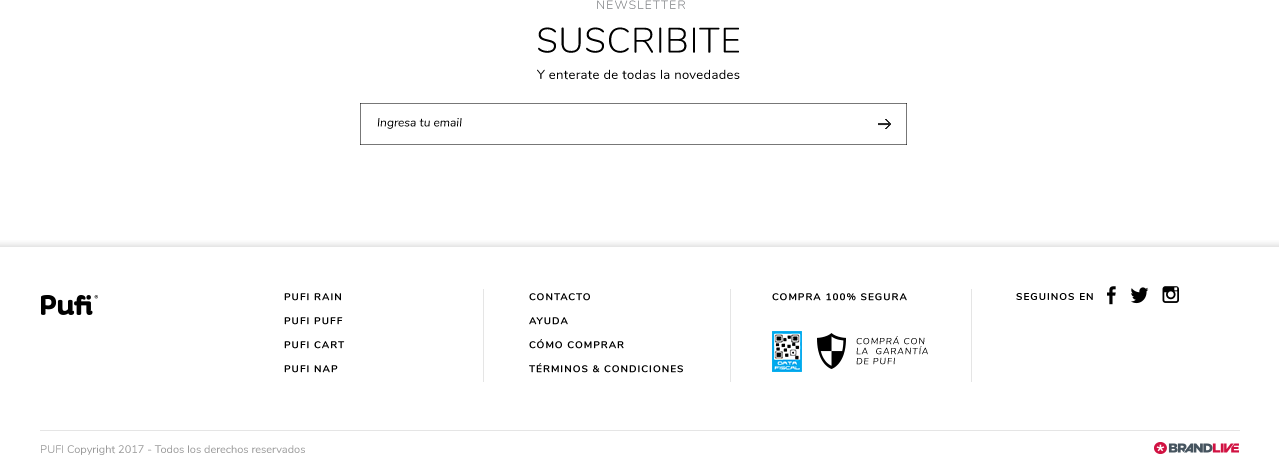 NEWSLETTER
SUSCRIBITE
Y enterate de todas la novedades
Ingresa tu email
Pufi
PUFI RAIN
PUFI PUFF
PUFI CART
PUFI NAP
CONTACTO
AYUDA
CÓMO COMPRAR
TÉRMINOS & CONDICIONES
COMPRA 100% SEGURA
DATA
FISCAL
COMPRÁ CON
LA GARANTÍA
DE PUFI
SEGUINOS EN
PUFI Copyright 2017 - Todos los derechos reservados
BRANDLIVE